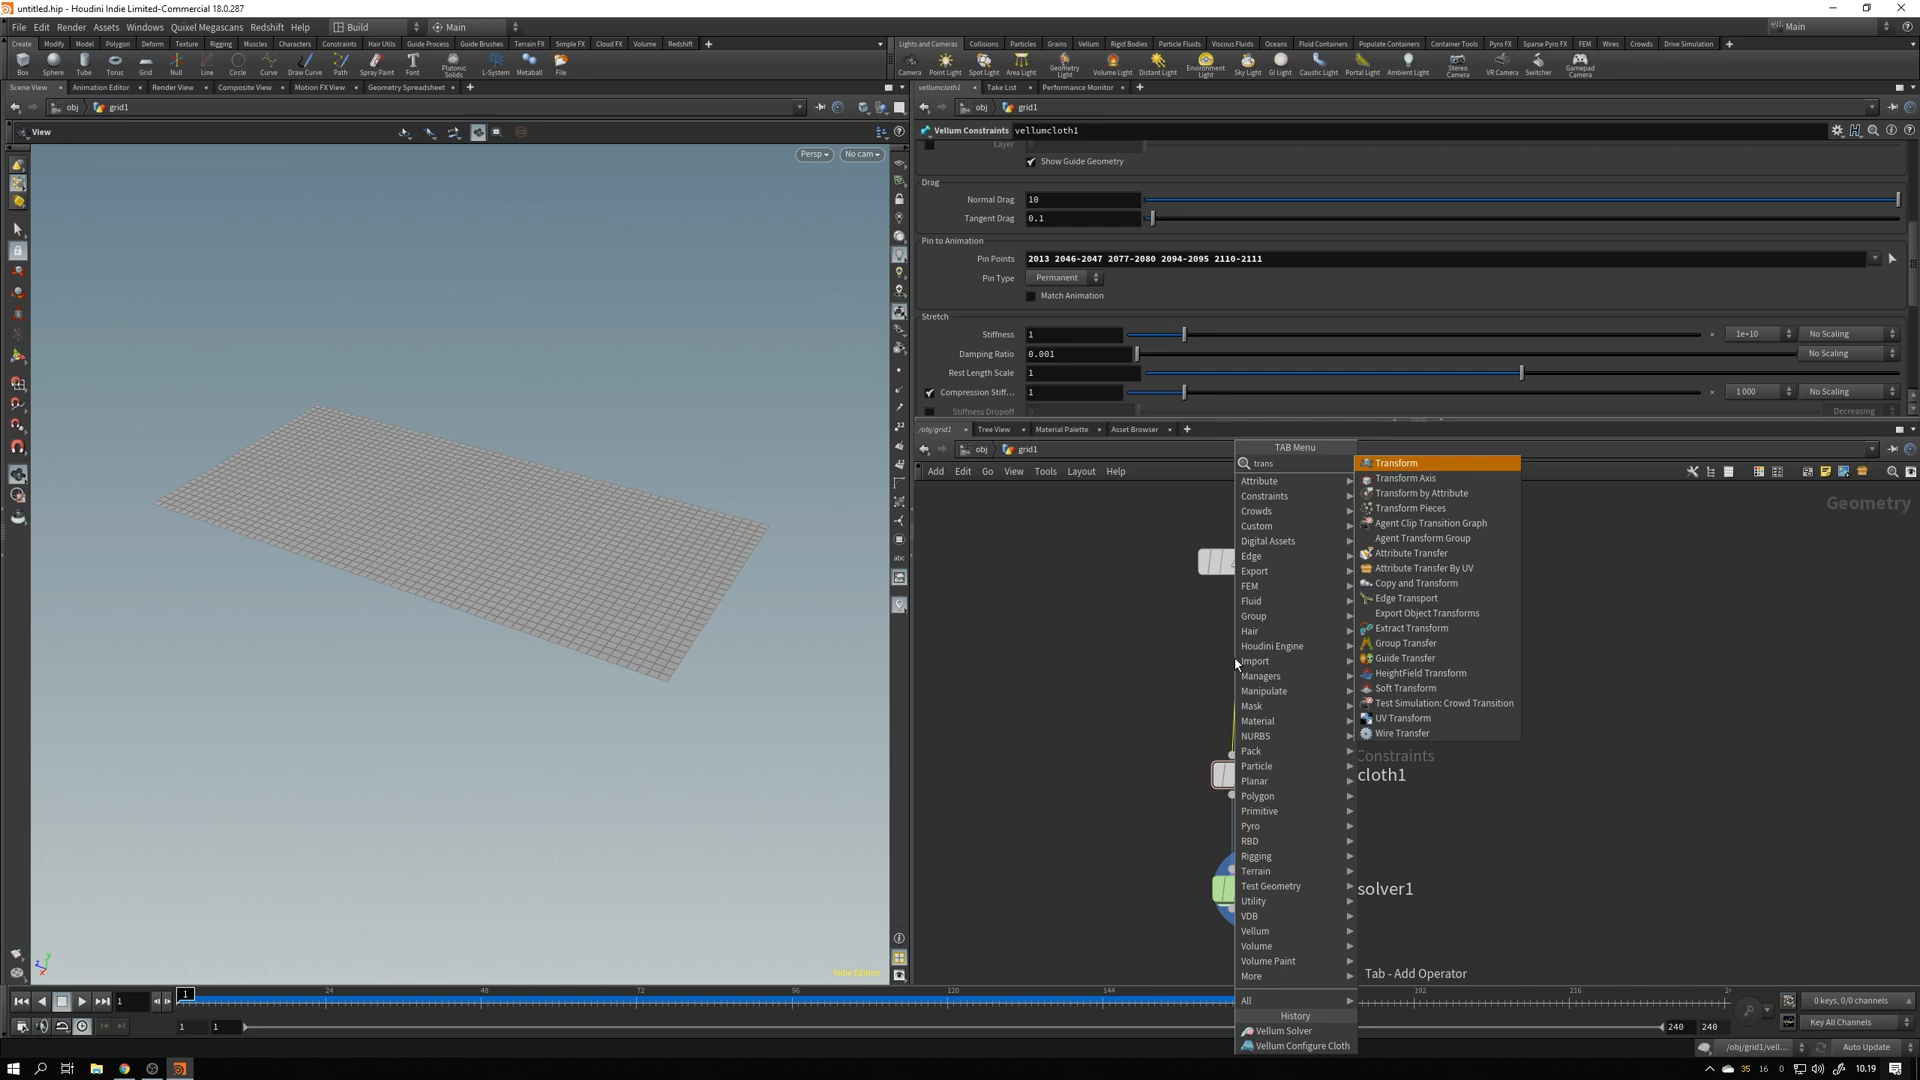 untitled.hip - Houdini Indie Limited-Commercial 18.0.287
File Edit Render Assets Windows Quixel Megascans Redshift Help Build Main Main
Create Modify Model Polygon Deform Texture Rigging Muscles Characters Constraints Hair Utils Guide Process Guide Brushes Terrain FX Simple FX Cloud FX Volume Redshift
Lights and Cameras Collisions Particles Grains Vellum Rigid Bodies Particle Fluids Viscous Fluids Oceans Fluid Containers Populate Containers Container Tools Pyro FX Sparse Pyro FX FEM Wires Crowds Drive Simulation
Box Sphere Tube Torus Grid Null Line Circle Curve Draw Curve Path Spray Paint Font Platonic Solids L-System Metaball File
Camera Point Light Spot Light Area Light Geometry Light Volume Light Distant Light Environment Light Sky Light GI Light Caustic Light Portal Light Ambient Light Stereo Camera VR Camera Switcher Gamepad Camera
Scene View Animation Editor Render View Composite View Motion FX View Geometry Spreadsheet
vellumcloth1 Take List Performance Monitor
obj grid1
obj grid1
View
Persp No cam
Vellum Constraints vellumcloth1
Layer 0
Show Guide Geometry
Drag
Normal Drag 10
Tangent Drag 0.1
Pin to Animation
Pin Points 2013 2046-2047 2077-2080 2094-2095 2110-2111
Pin Type Permanent
Match Animation
Stretch
Stiffness 1 × 1e+10 No Scaling
Damping Ratio 0.001 No Scaling
Rest Length Scale 1
Compression Stiff... 1 × 1000 No Scaling
Stiffness Dropoff 0 Decreasing
/obj/grid1 Tree View Material Palette Asset Browser
obj grid1
Add Edit Go View Tools Layout Help
Geometry
TAB Menu
trans
Attribute
Constraints
Crowds
Custom
Digital Assets
Edge
Export
FEM
Fluid
Group
Hair
Houdini Engine
Import
Managers
Manipulate
Mask
Material
NURBS
Pack
Particle
Planar
Polygon
Primitive
Pyro
RBD
Rigging
Terrain
Test Geometry
Utility
VDB
Vellum
Volume
Volume Paint
More
All
History
Vellum Solver
Vellum Configure Cloth
Transform
Transform Axis
Transform by Attribute
Transform Pieces
Agent Clip Transition Graph
Agent Transform Group
Attribute Transfer
Attribute Transfer By UV
Copy and Transform
Edge Transport
Export Object Transforms
Extract Transform
Group Transfer
Guide Transfer
HeightField Transform
Soft Transform
Test Simulation: Crowd Transition
UV Transform
Wire Transfer
Constraints
cloth1
solver1
Tab - Add Operator
abc
z y x
Indie Edition
1 1 24 48 72 96 120 144 192 216 2
0 keys, 0/0 channels
1 1 240 240 Key All Channels
/obj/grid1/vell... Auto Update
35 16 0 10.19